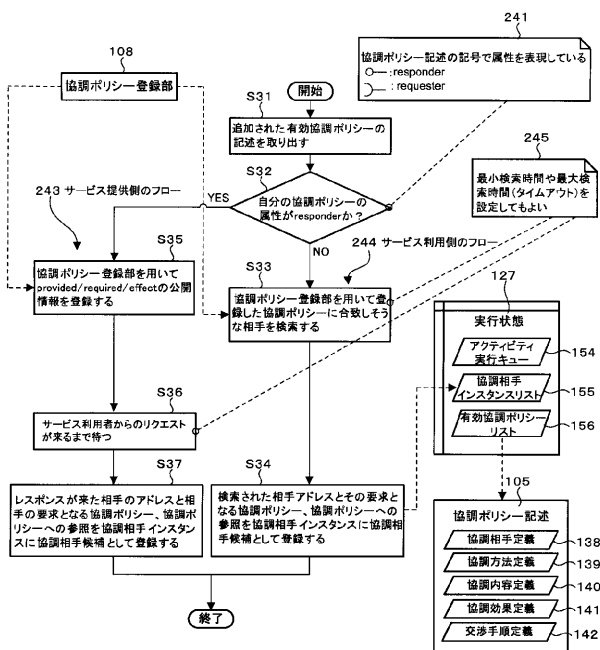 241
協調ポリシー記述の記号で属性を表現している
:responder
:requester
108
協調ポリシー登録部
開始
S31
追加された有効協調ポリシーの
記述を取り出す
245
最小検索時間や最大検
索時間(タイムアウト)を
設定してもよい
S32
自分の協調ポリシーの
属性がresponderか?
YES
NO
243 サービス提供側のフロー
244 サービス利用側のフロー
S35
協調ポリシー登録部を用いて
provided/required/effectの公開
情報を登録する
S33
協調ポリシー登録部を用いて登
録した協調ポリシーに合致しそ
うな相手を検索する
127
実行状態
アクティビティ
実行キュー
154
協調相手
インスタンスリスト
155
有効協調ポリシー
リスト
156
S36
サービス利用者からのリクエスト
が来るまで待つ
S37
レスポンスが来た相手のアドレスと相
手の要求となる協調ポリシー、協調ポ
リシーへの参照を協調相手インスタン
スに協調相手候補として登録する
S34
検索された相手アドレスとその要求と
なる協調ポリシー、協調ポリシーへの
参照を協調相手インスタンスに協調相
手候補として登録する
終了
105
協調ポリシー記述
協調相手定義
138
協調方法定義
139
協調内容定義
140
協調効果定義
141
交渉手順定義
142